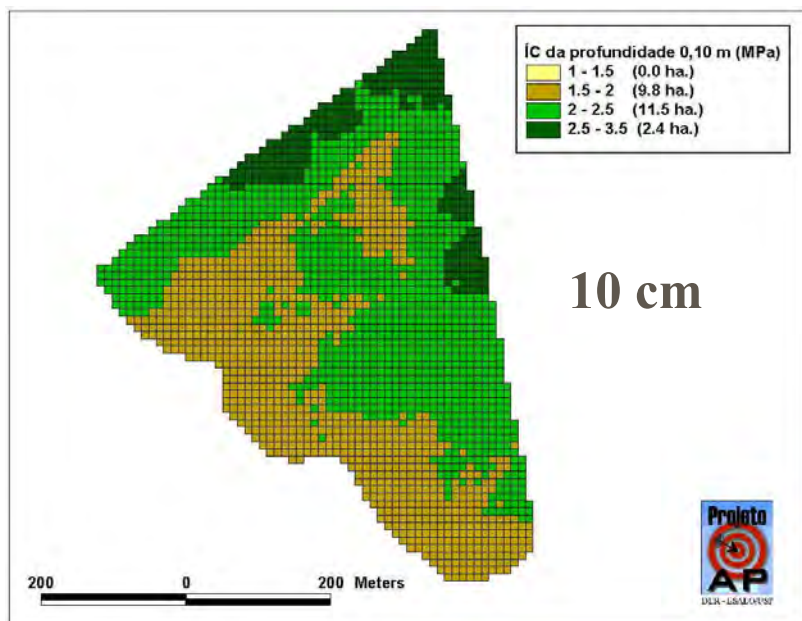 ÍC da profundidade 0,10 m (MPa)
1 - 1.5 (0.0 ha.)
1.5 - 2 (9.8 ha.)
2 - 2.5 (11.5 ha.)
2.5 - 3.5 (2.4 ha.)
10 cm
200 0 200 Meters
Projeto
AP